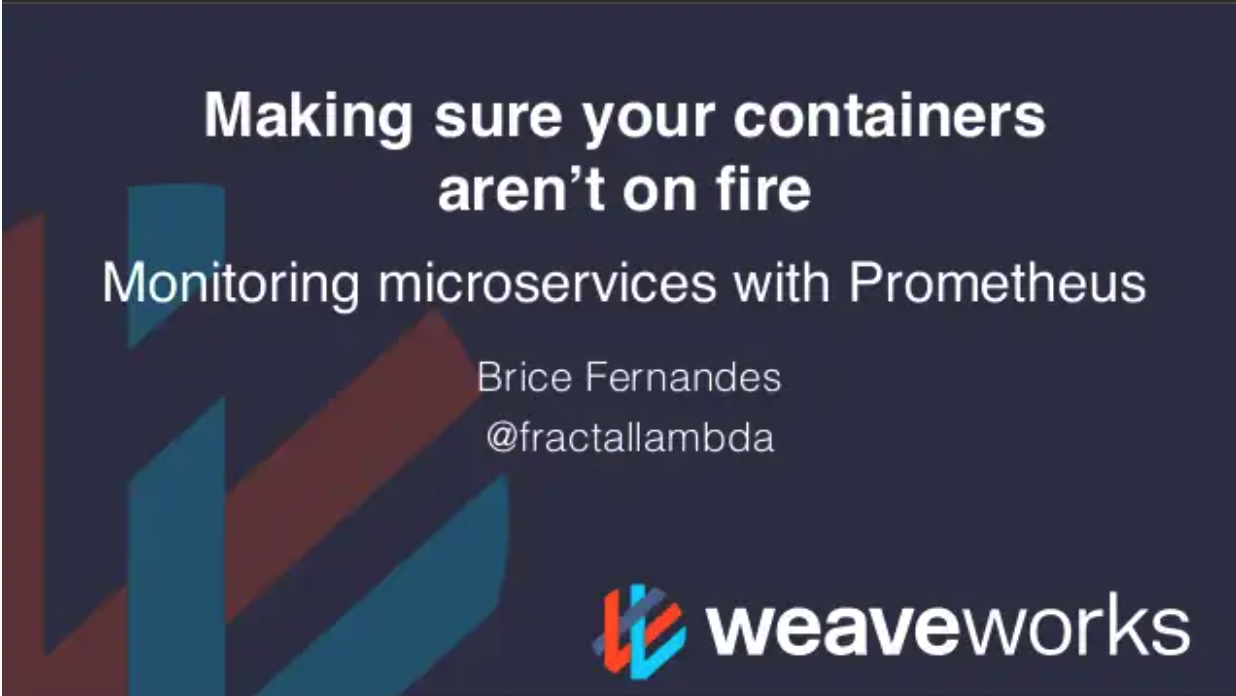 Making sure your containers
aren’t on fire
Monitoring microservices with Prometheus
Brice Fernandes
@fractallambda
weaveworks